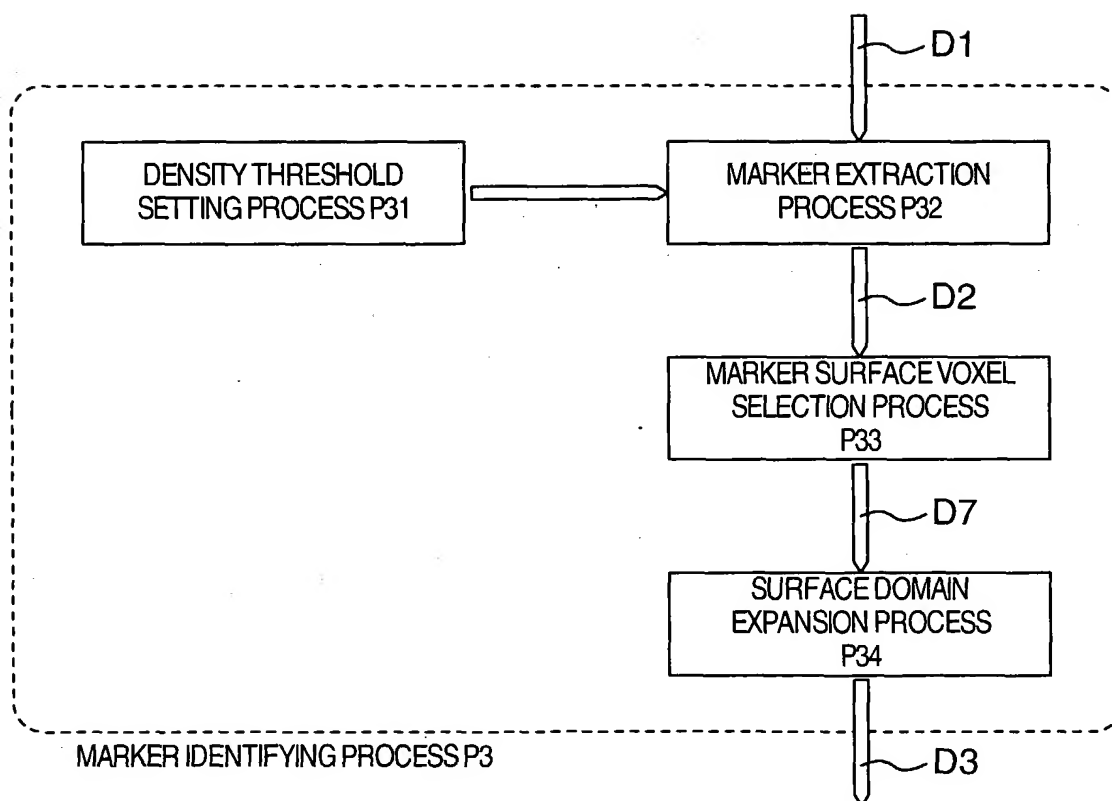 D1
DENSITY THRESHOLD
SETTING PROCESS P31
MARKER EXTRACTION
PROCESS P32
D2
MARKER SURFACE VOXEL
SELECTION PROCESS
P33
D7
SURFACE DOMAIN
EXPANSION PROCESS
P34
MARKER IDENTIFYING PROCESS P3
D3